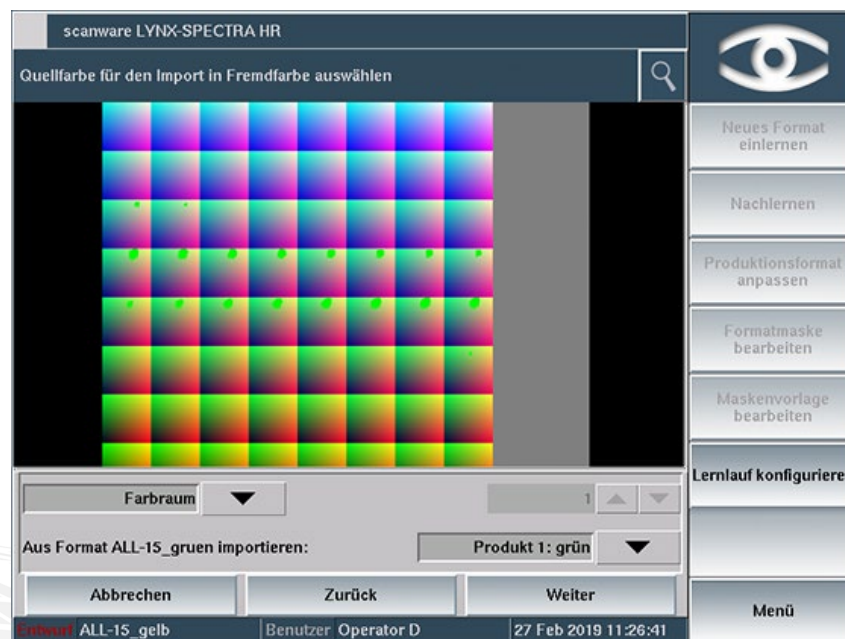 scanware LYNX-SPECTRA HR
Quellfarbe für den Import in Fremdfarbe auswählen
Neues Format
einlernen
Nachlernen
Produktionsformat
anpassen
Formatmaske
bearbeiten
Maskenvorlage
bearbeiten
Lernlauf konfiguriere
Farbraum
1
Aus Format ALL-15_gruen importieren:
Produkt 1: grün
Abbrechen
Zurück
Weiter
Menü
Entwurf ALL-15_gelb
Benutzer Operator D
27 Feb 2019 11:26:41